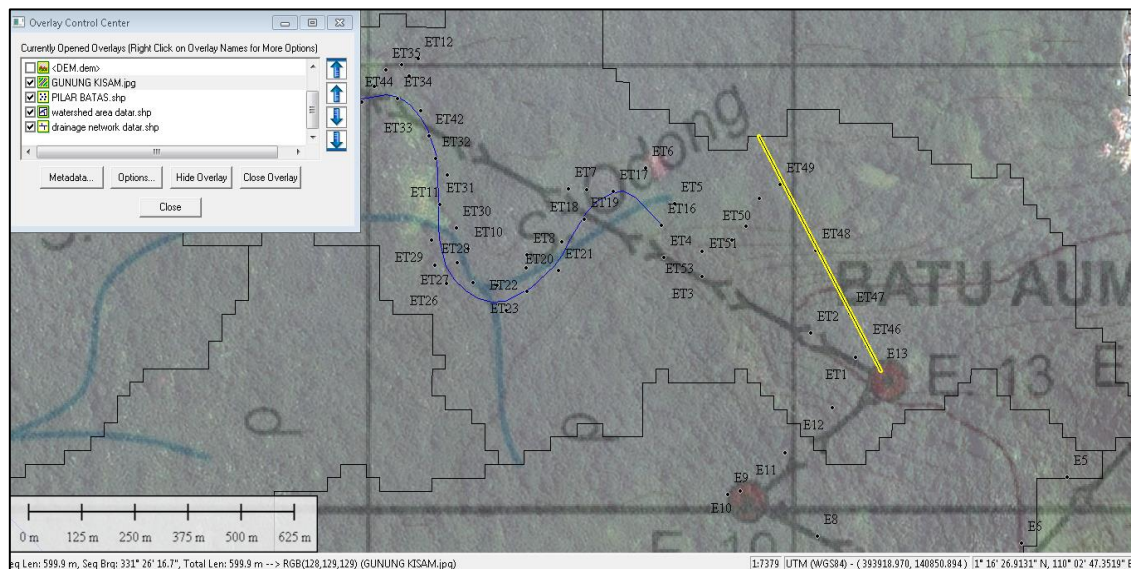 Overlay Control Center
Currently Opened Overlays (Right Click on Overlay Names for More Options)
<DEM.dem>
GUNUNG KISAM.jpg
PILAR BATAS.shp
watershed area datar.shp
drainage network datar.shp
Metadata...
Options...
Hide Overlay
Close Overlay
Close
ET12
ET35
ET44
ET34
ET42
ET33
ET32
ET6
ET17
ET7
ET49
ET31
ET11
ET5
ET18
ET16
ET19
ET30
ET50
ET10
ET8
ET4
ET51
ET48
ET28
ET29
ET20
ET21
ET53
ET27
ET26
ET22
ET3
ET47
ET23
ET2
ET46
E13
ET1
E12
E11
E9
E10
E8
E5
E6
S. Odong
BATU AUM
E. 13
E
E. 10
0 m
125 m
250 m
375 m
500 m
625 m
eq Len: 599.9 m, Seq Brg: 331° 26' 16.7", Total Len: 599.9 m --> RGB(128,129,129) (GUNUNG KISAM.jpg)
1:7379
UTM (WGS84) - ( 393918.970, 140850.894 )
1° 16' 26.9131" N, 110° 02' 47.3519" E